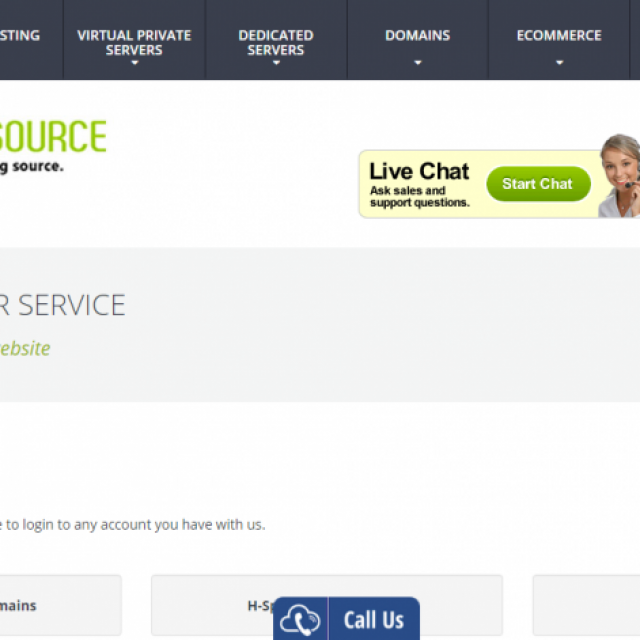 STING
VIRTUAL PRIVATE
SERVERS
DEDICATED
SERVERS
DOMAINS
ECOMMERCE
SOURCE
g source.
Live Chat
Ask sales and
support questions.
Start Chat
R SERVICE
ebsite
e to login to any account you have with us.
mains
H-Sp
Call Us